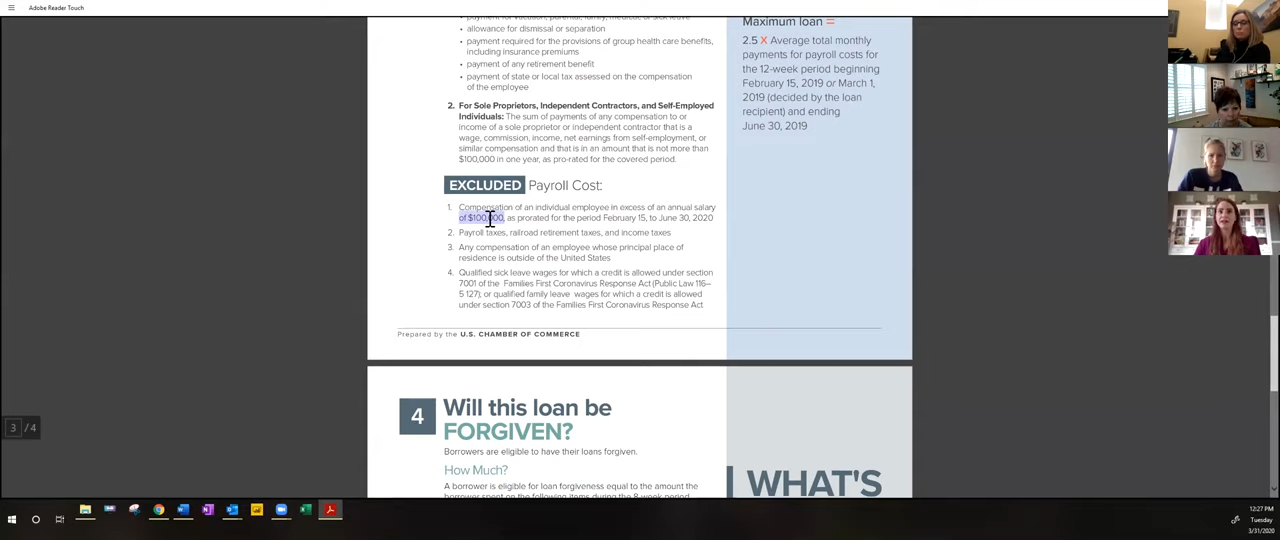 Adobe Reader Touch
• payment for vacation, parental, family, medical or sick leave
• allowance for dismissal or separation
• payment required for the provisions of group health care benefits,
including insurance premiums
• payment of any retirement benefit
• payment of state or local tax assessed on the compensation
of the employee
2. For Sole Proprietors, Independent Contractors, and Self-Employed
Individuals: The sum of payments of any compensation to or
income of a sole proprietor or independent contractor that is a
wage, commission, income, net earnings from self-employment, or
similar compensation and that is in an amount that is not more than
$100,000 in one year, as pro-rated for the covered period.
EXCLUDED Payroll Cost:
1. Compensation of an individual employee in excess of an annual salary
of $100,000, as prorated for the period February 15, to June 30, 2020
2. Payroll taxes, railroad retirement taxes, and income taxes
3. Any compensation of an employee whose principal place of
residence is outside of the United States
4. Qualified sick leave wages for which a credit is allowed under section
7001 of the Families First Coronavirus Response Act (Public Law 116–
5 127); or qualified family leave wages for which a credit is allowed
under section 7003 of the Families First Coronavirus Response Act
Maximum loan =
2.5 X Average total monthly
payments for payroll costs for
the 12-week period beginning
February 15, 2019 or March 1,
2019 (decided by the loan
recipient) and ending
June 30, 2019
Prepared by the U.S. CHAMBER OF COMMERCE
4 Will this loan be
FORGIVEN?
Borrowers are eligible to have their loans forgiven.
How Much?
A borrower is eligible for loan forgiveness equal to the amount the
borrower spent on the following items during the 8-week period
WHAT'S
3 / 4
12:27 PM
Tuesday
3/31/2020